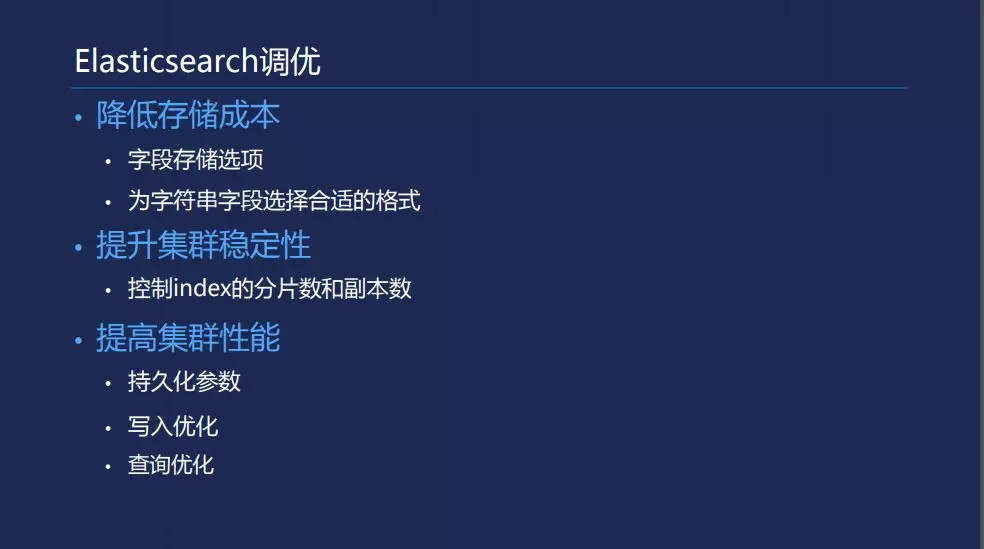 Elasticsearch调优
• 降低存储成本
• 字段存储选项
• 为字符串字段选择合适的格式
• 提升集群稳定性
• 控制index的分片数和副本数
• 提高集群性能
• 持久化参数
• 写入优化
• 查询优化